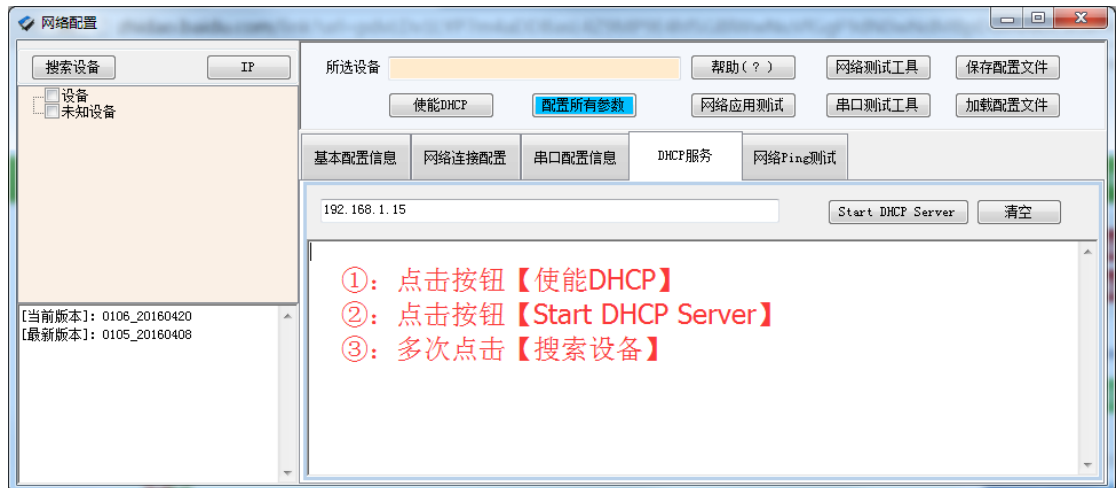 网络配置
搜索设备
IP
设备
未知设备
[当前版本]: 0106_20160420
[最新版本]: 0105_20160408
所选设备
帮助(?)
网络测试工具
保存配置文件
使能DHCP
配置所有参数
网络应用测试
串口测试工具
加载配置文件
基本配置信息
网络连接配置
串口配置信息
DHCP服务
网络Ping测试
192.168.1.15
Start DHCP Server
清空
①：点击按钮【使能DHCP】
②：点击按钮【Start DHCP Server】
③：多次点击【搜索设备】